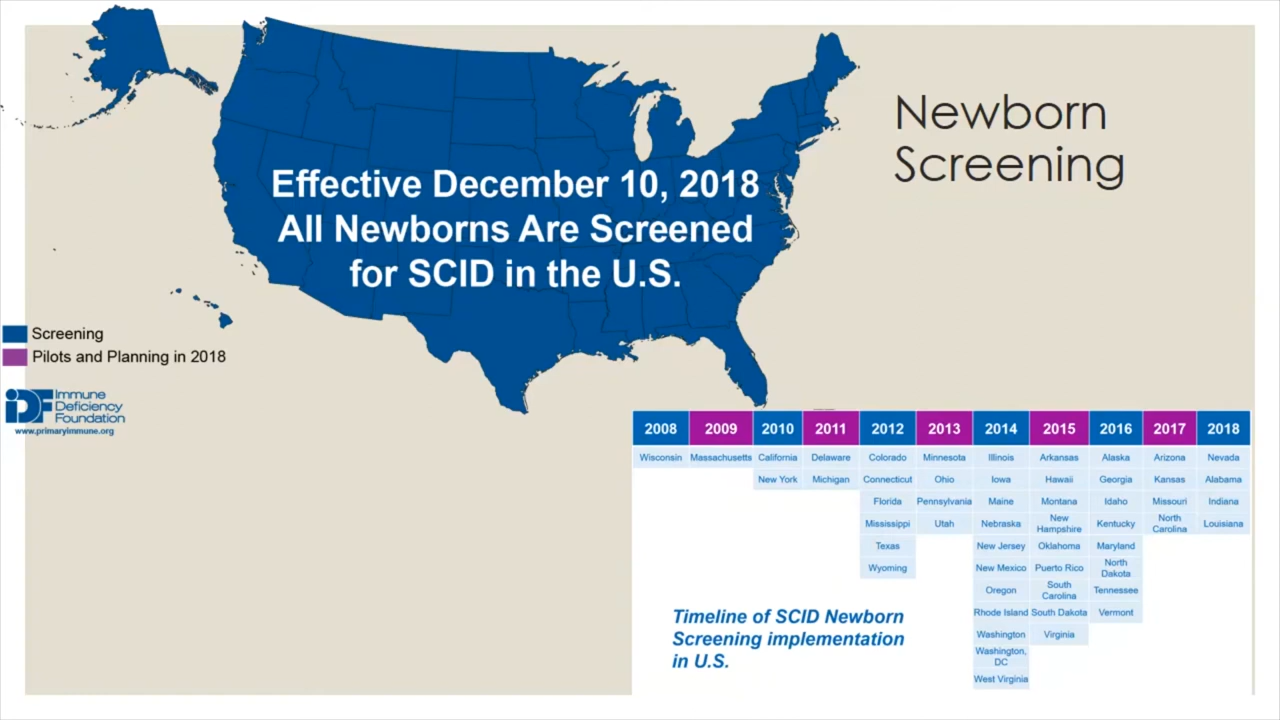 Newborn
Screening
Effective December 10, 2018
All Newborns Are Screened
for SCID in the U.S.
Screening
Pilots and Planning in 2018
iDF Immune
Deficiency
Foundation
www.primaryimmune.org
2008 2009 2010 2011 2012 2013 2014 2015 2016 2017 2018
Wisconsin Massachusetts California Delaware Colorado Minnesota Illinois Arkansas Alaska Arizona Nevada
New York Michigan Connecticut Ohio Iowa Hawaii Georgia Kansas Alabama
Florida Pennsylvania Maine Montana Idaho Missouri Indiana
Mississippi Utah Nebraska New Hampshire Kentucky North Carolina Louisiana
Texas New Jersey Oklahoma Maryland
Wyoming New Mexico Puerto Rico North Dakota
Oregon South Carolina Tennessee
Rhode Island South Dakota Vermont
Washington Virginia
Washington, DC
West Virginia
Timeline of SCID Newborn
Screening implementation
in U.S.